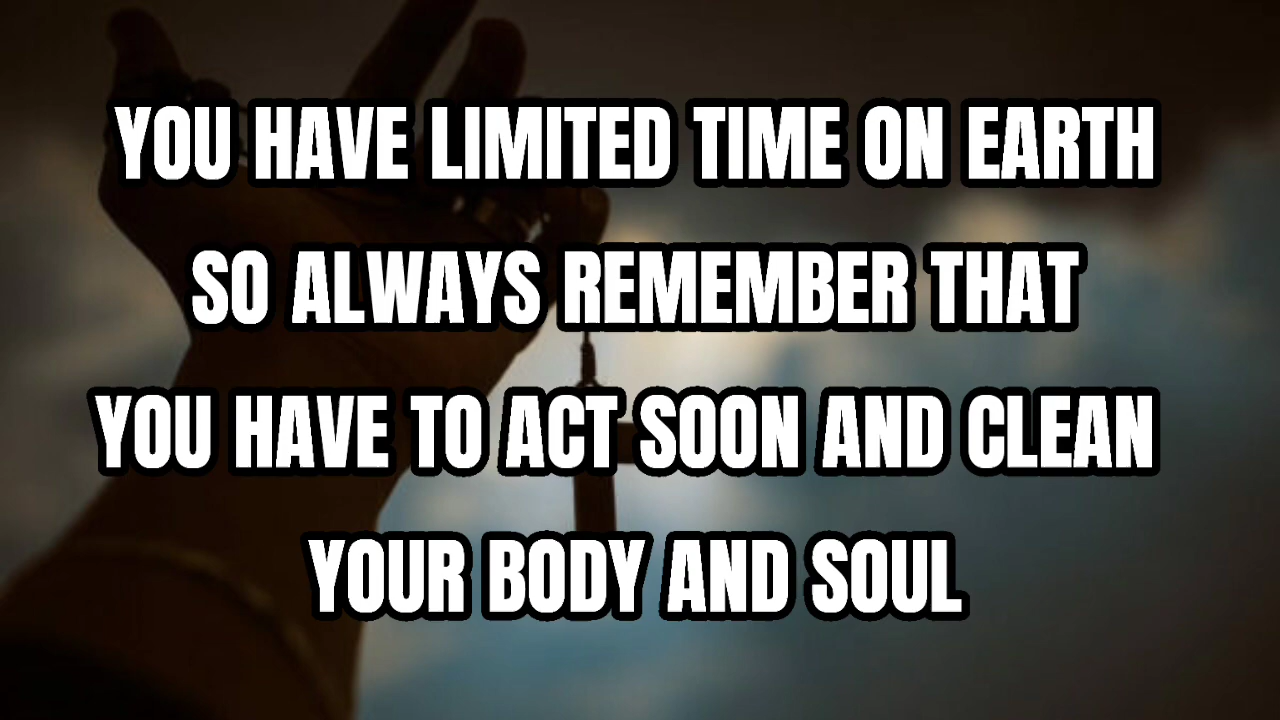 YOU HAVE LIMITED TIME ON EARTH
SO ALWAYS REMEMBER THAT
YOU HAVE TO ACT SOON AND CLEAN
YOUR BODY AND SOUL